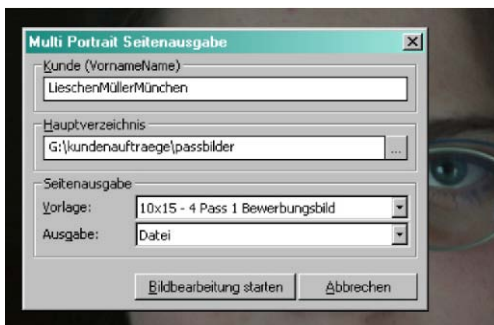 Multi Portrait Seitenausgabe
Kunde (VornameName)
LieschenMüllerMünchen
Hauptverzeichnis
G:\kundenauftraege\passbilder
...
Seitenausgabe
Vorlage: 10x15 - 4 Pass 1 Bewerbungsbild
Ausgabe: Datei
Bildbearbeitung starten Abbrechen